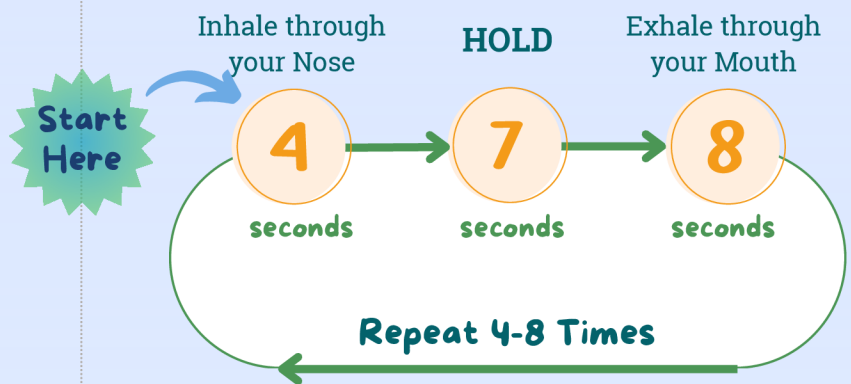 Start
Here
Inhale through
your Nose
4
seconds
HOLD
7
seconds
Exhale through
your Mouth
8
seconds
Repeat 4-8 Times